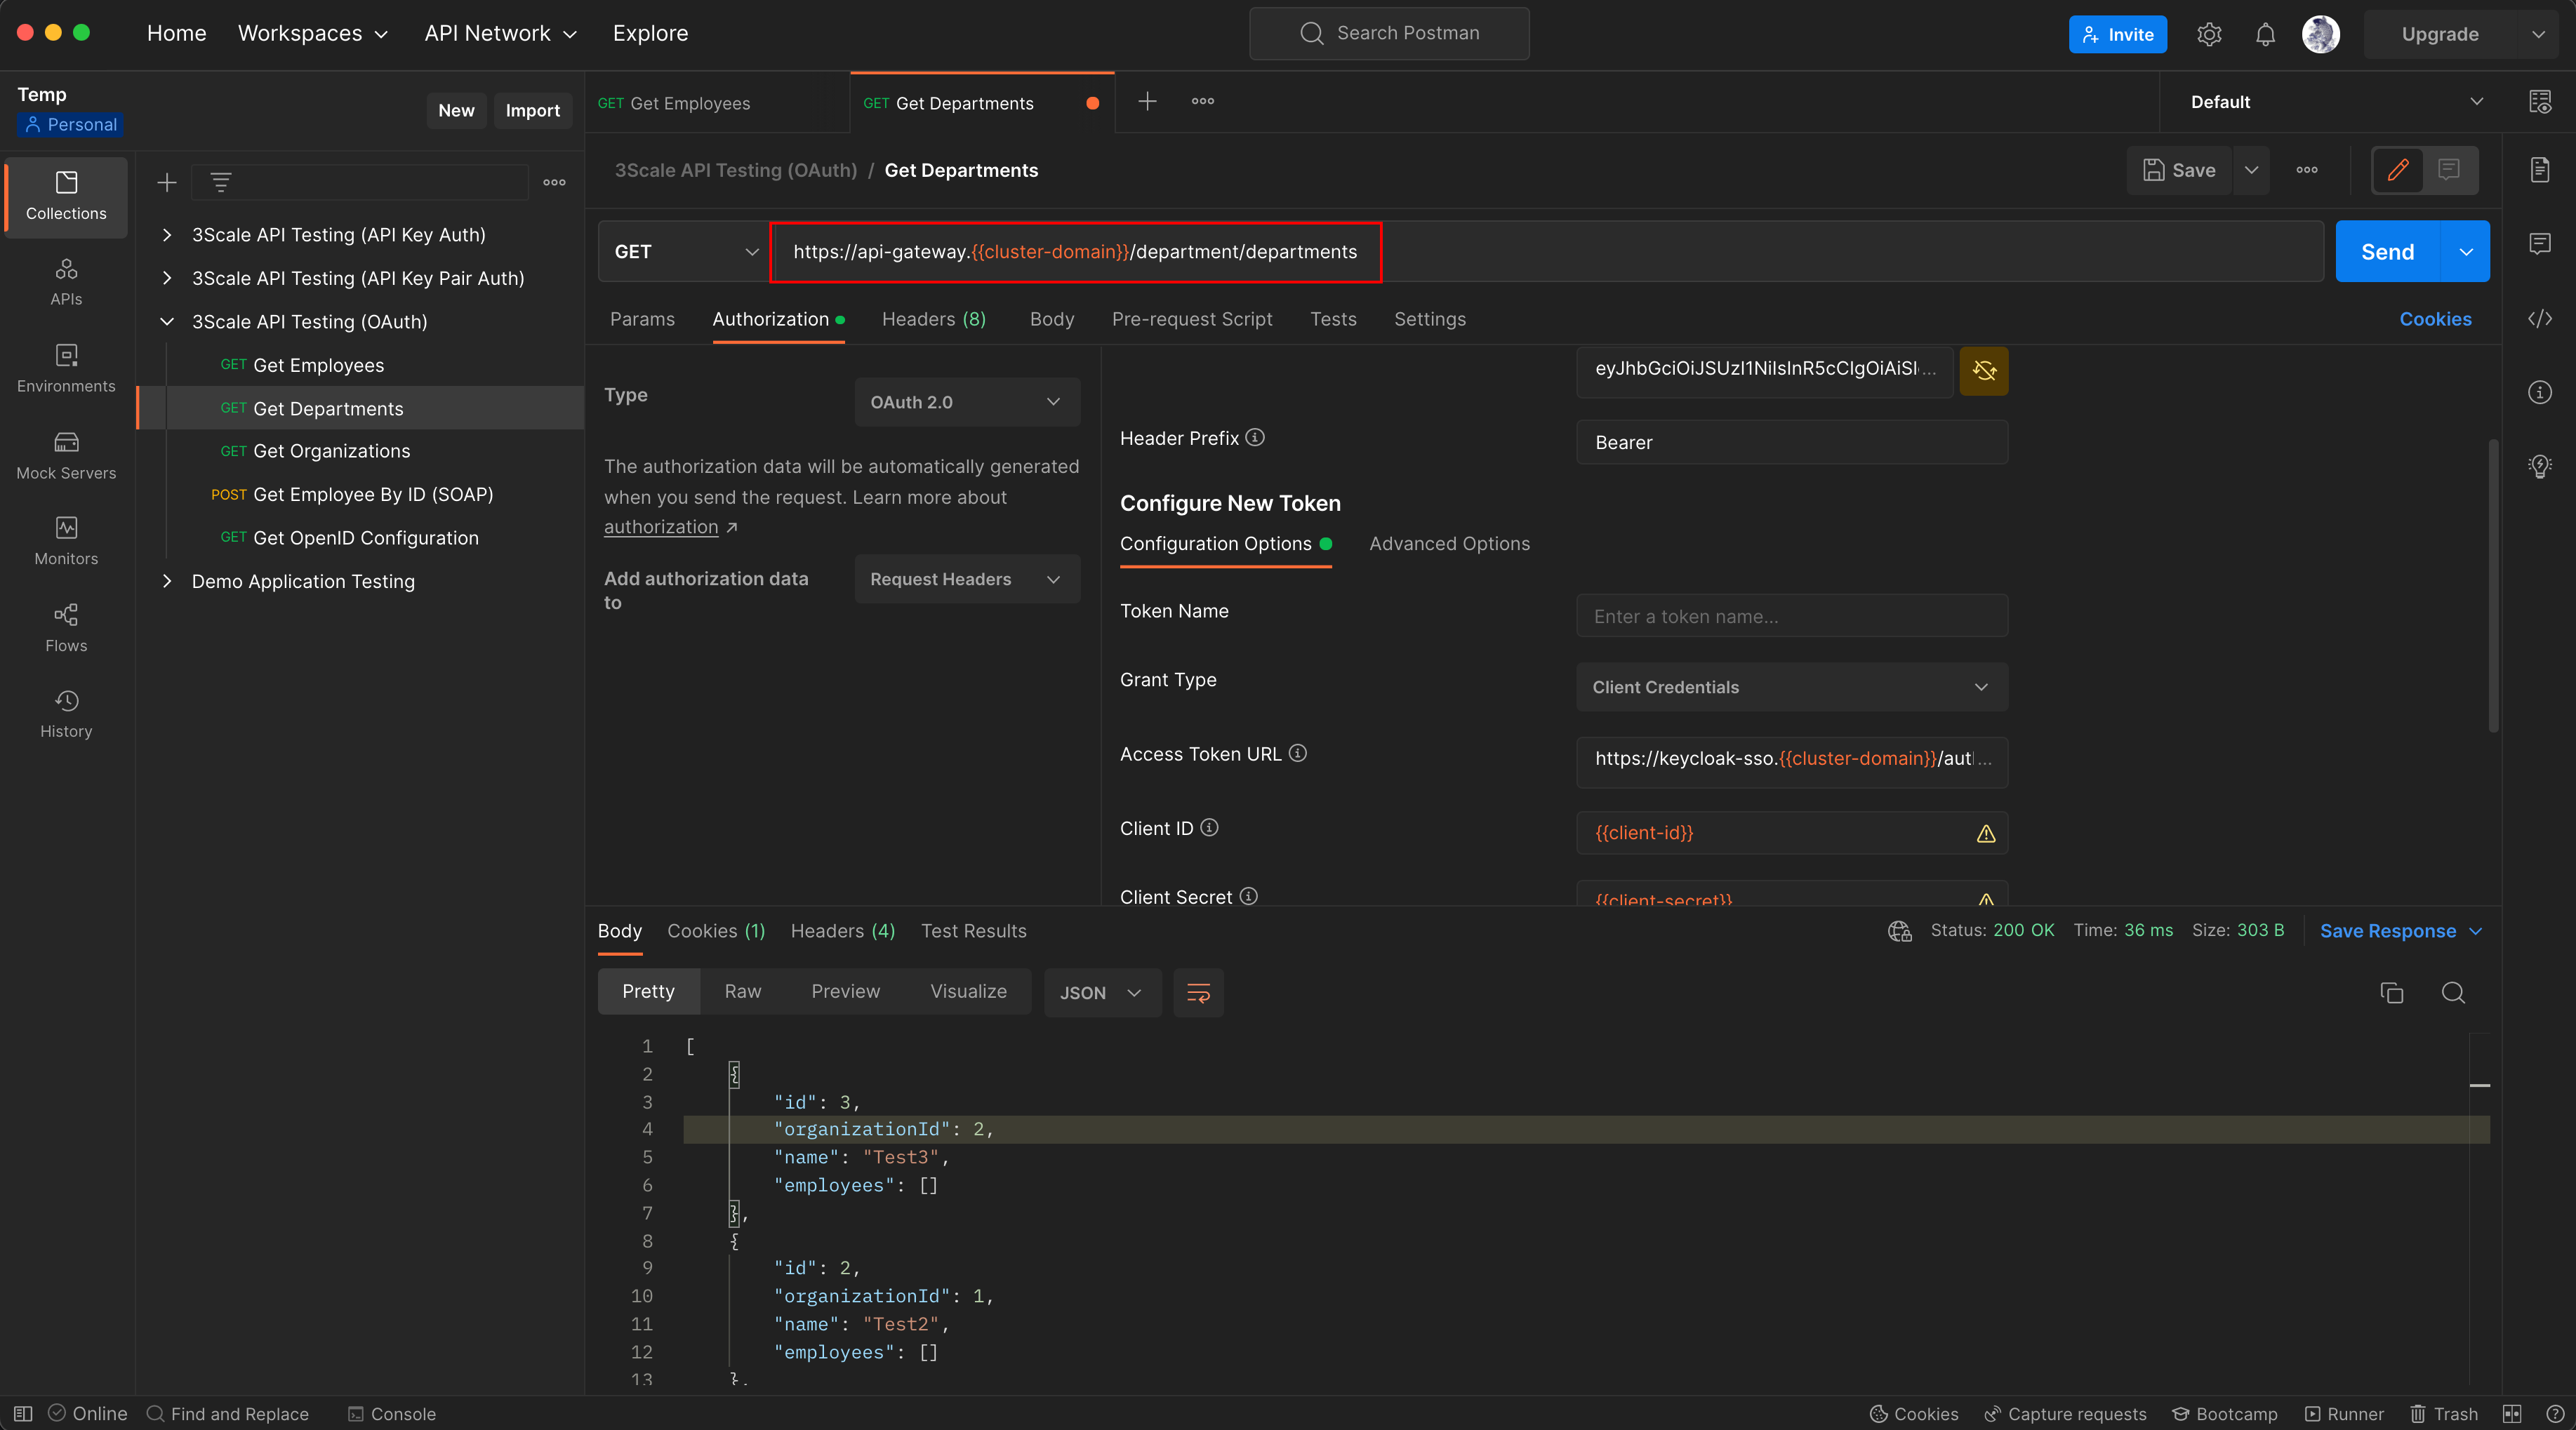 Home Workspaces API Network Explore
Search Postman
Invite
Upgrade
Temp
Personal
New Import
GET Get Employees
GET Get Departments
Default
3Scale API Testing (OAuth) / Get Departments
Save
Collections
APIs
Environments
Mock Servers
Monitors
Flows
History
3Scale API Testing (API Key Auth)
3Scale API Testing (API Key Pair Auth)
3Scale API Testing (OAuth)
GET Get Employees
GET Get Departments
GET Get Organizations
POST Get Employee By ID (SOAP)
GET Get OpenID Configuration
Demo Application Testing
GET https://api-gateway.{{cluster-domain}}/department/departments
Send
Params Authorization Headers (8) Body Pre-request Script Tests Settings
Cookies
Type OAuth 2.0
The authorization data will be automatically generated
when you send the request. Learn more about
authorization ↗
Add authorization data
to
Request Headers
eyJhbGciOiJSUzI1NiIsInR5cCIgOiAiSl...
Header Prefix Bearer
Configure New Token
Configuration Options Advanced Options
Token Name Enter a token name...
Grant Type Client Credentials
Access Token URL https://keycloak-sso.{{cluster-domain}}/aut...
Client ID {{client-id}}
Client Secret {{client-secret}}
Body Cookies (1) Headers (4) Test Results
Status: 200 OK Time: 36 ms Size: 303 B Save Response
Pretty Raw Preview Visualize JSON
1 [
2 {
3 "id": 3,
4 "organizationId": 2,
5 "name": "Test3",
6 "employees": []
7 },
8 {
9 "id": 2,
10 "organizationId": 1,
11 "name": "Test2",
12 "employees": []
13 },
Online Find and Replace Console
Cookies Capture requests Bootcamp Runner Trash